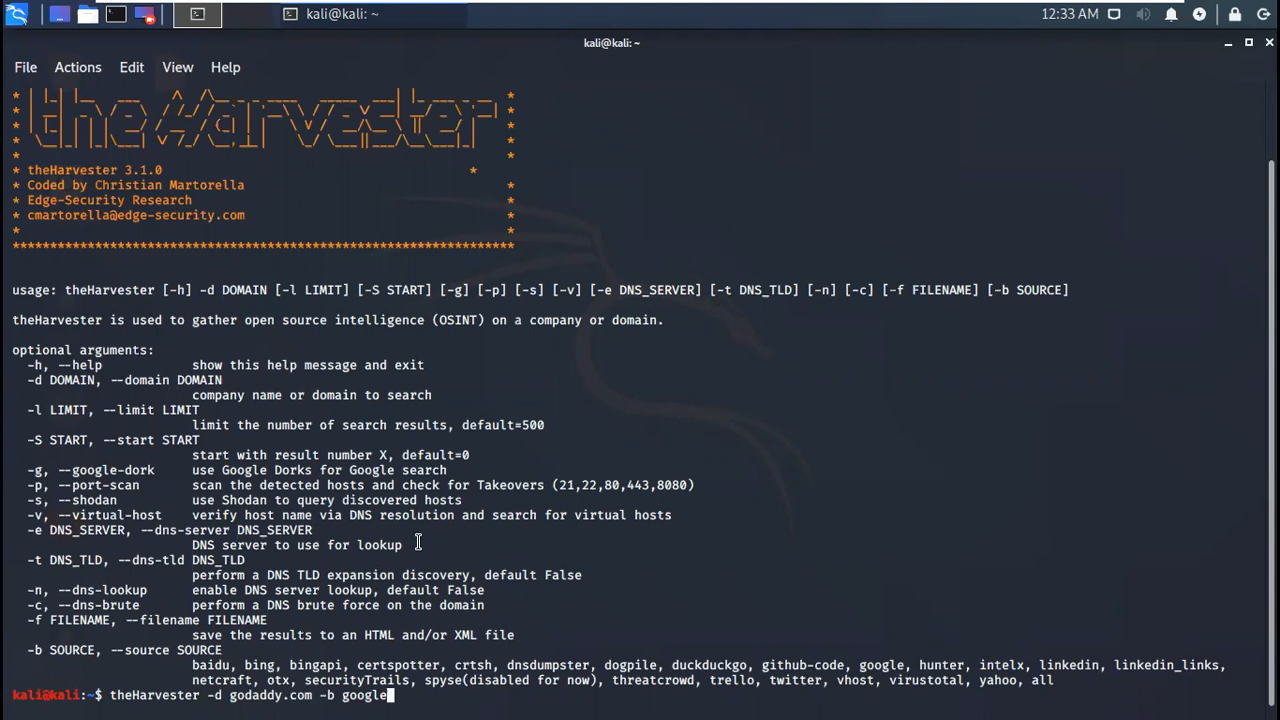 kali@kali: ~
12:33 AM
kali@kali: ~
File Actions Edit View Help
theHarvester
* theHarvester 3.1.0 *
* Coded by Christian Martorella *
* Edge-Security Research *
* cmartorella@edge-security.com *
* *
*******************************************************************
usage: theHarvester [-h] -d DOMAIN [-l LIMIT] [-S START] [-g] [-p] [-s] [-v] [-e DNS_SERVER] [-t DNS_TLD] [-n] [-c] [-f FILENAME] [-b SOURCE]
theHarvester is used to gather open source intelligence (OSINT) on a company or domain.
optional arguments:
-h, --help show this help message and exit
-d DOMAIN, --domain DOMAIN
company name or domain to search
-l LIMIT, --limit LIMIT
limit the number of search results, default=500
-S START, --start START
start with result number X, default=0
-g, --google-dork use Google Dorks for Google search
-p, --port-scan scan the detected hosts and check for Takeovers (21,22,80,443,8080)
-s, --shodan use Shodan to query discovered hosts
-v, --virtual-host verify host name via DNS resolution and search for virtual hosts
-e DNS_SERVER, --dns-server DNS_SERVER
DNS server to use for lookup
-t DNS_TLD, --dns-tld DNS_TLD
perform a DNS TLD expansion discovery, default False
-n, --dns-lookup enable DNS server lookup, default False
-c, --dns-brute perform a DNS brute force on the domain
-f FILENAME, --filename FILENAME
save the results to an HTML and/or XML file
-b SOURCE, --source SOURCE
baidu, bing, bingapi, certspotter, crtsh, dnsdumpster, dogpile, duckduckgo, github-code, google, hunter, intelx, linkedin, linkedin_links,
netcraft, otx, securityTrails, spyse(disabled for now), threatcrowd, trello, twitter, vhost, virustotal, yahoo, all
kali@kali:~$ theHarvester -d godaddy.com -b google